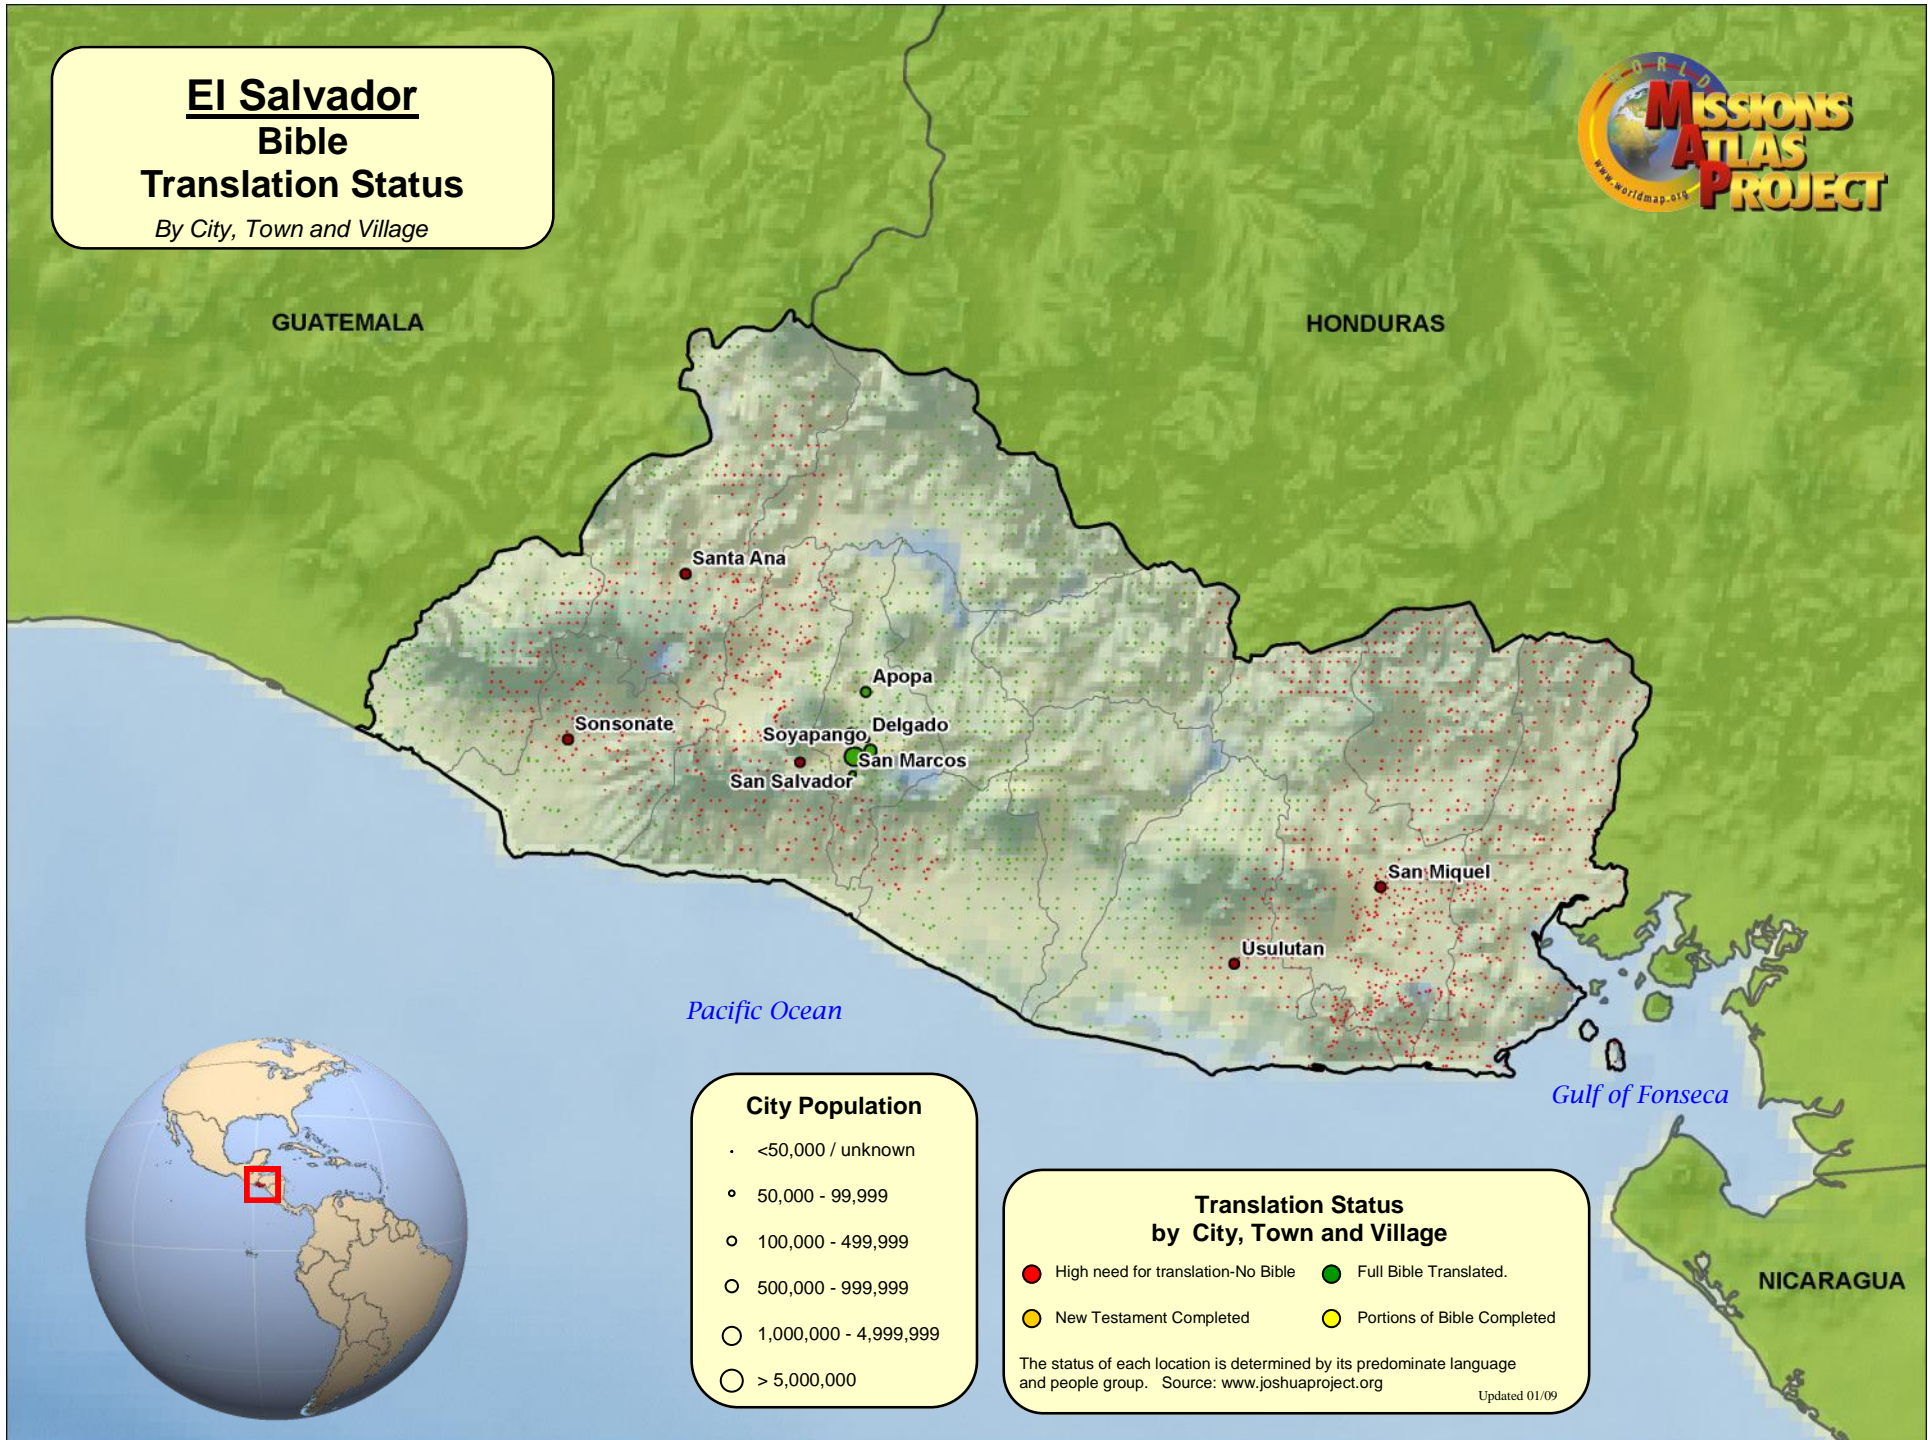 El Salvador
Bible
Translation Status
By City, Town and Village
WORLD
MISSIONS
ATLAS
PROJECT
www.worldmap.org
GUATEMALA
HONDURAS
Santa Ana
Apopa
Sonsonate
Delgado
Soyapango
San Marcos
San Salvador
San Miquel
Usulutan
Pacific Ocean
Gulf of Fonseca
NICARAGUA
City Population
<50,000 / unknown
50,000 - 99,999
100,000 - 499,999
500,000 - 999,999
1,000,000 - 4,999,999
> 5,000,000
Translation Status
by City, Town and Village
High need for translation-No Bible
Full Bible Translated.
New Testament Completed
Portions of Bible Completed
The status of each location is determined by its predominate language
and people group. Source: www.joshuaproject.org
Updated 01/09